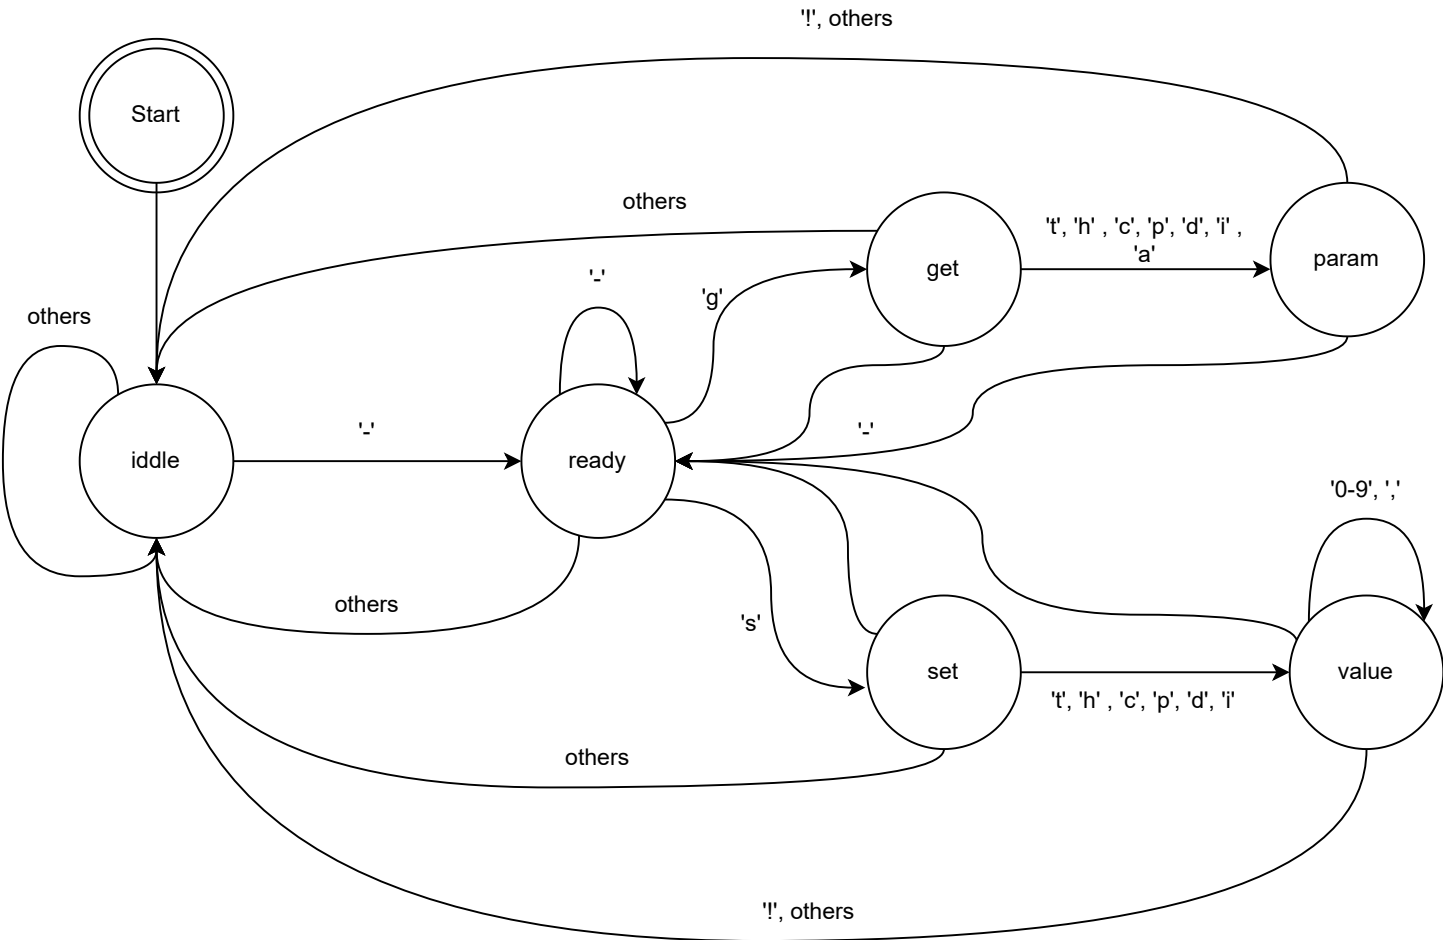 '!', others
Start
others
't', 'h' , 'c', 'p', 'd', 'i' ,
'a'
get
param
'-'
'g'
others
'-'
'-'
iddle
ready
'0-9', ','
others
's'
set
value
't', 'h' , 'c', 'p', 'd', 'i'
others
'!', others